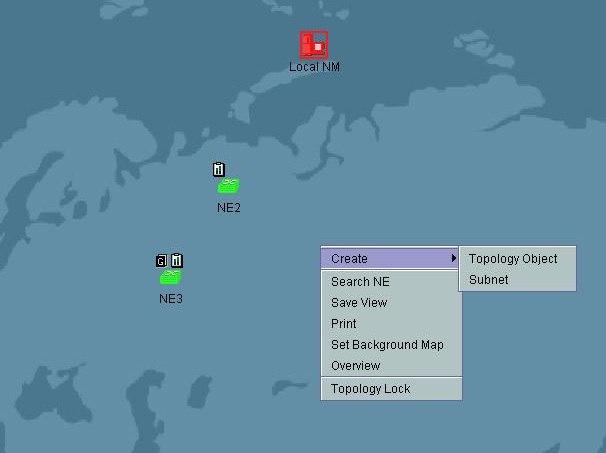 Local NM
NE2
G
NE3
Create
Topology Object
Subnet
Search NE
Save View
Print
Set Background Map
Overview
Topology Lock